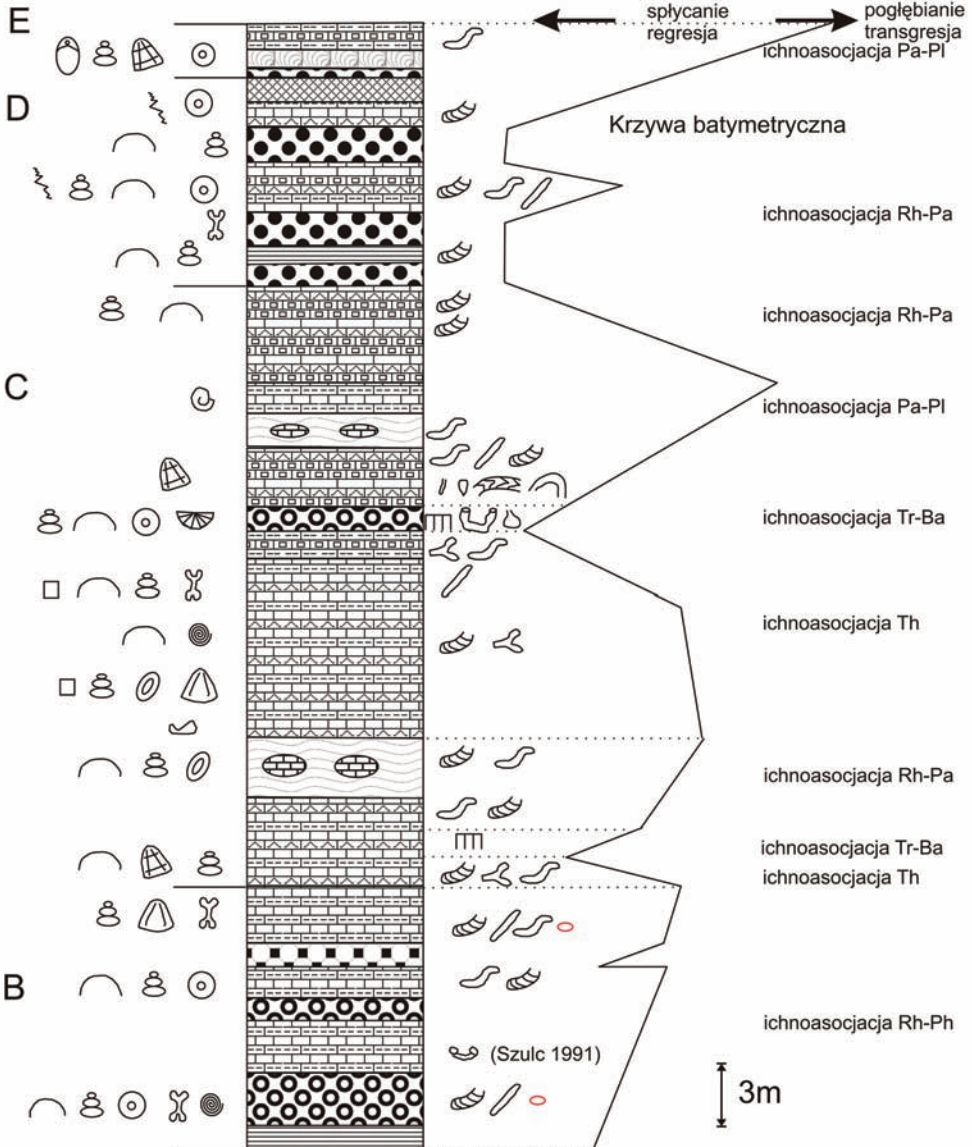 E
spłycanie
regresja
pogłębianie
transgresja
ichnoasocjacja Pa-Pl
D
Krzywa batymetryczna
ichnoasocjacja Rh-Pa
ichnoasocjacja Rh-Pa
C
ichnoasocjacja Pa-Pl
ichnoasocjacja Tr-Ba
ichnoasocjacja Th
ichnoasocjacja Rh-Pa
ichnoasocjacja Tr-Ba
ichnoasocjacja Th
B
ichnoasocjacja Rh-Ph
(Szulc 1991)
3m